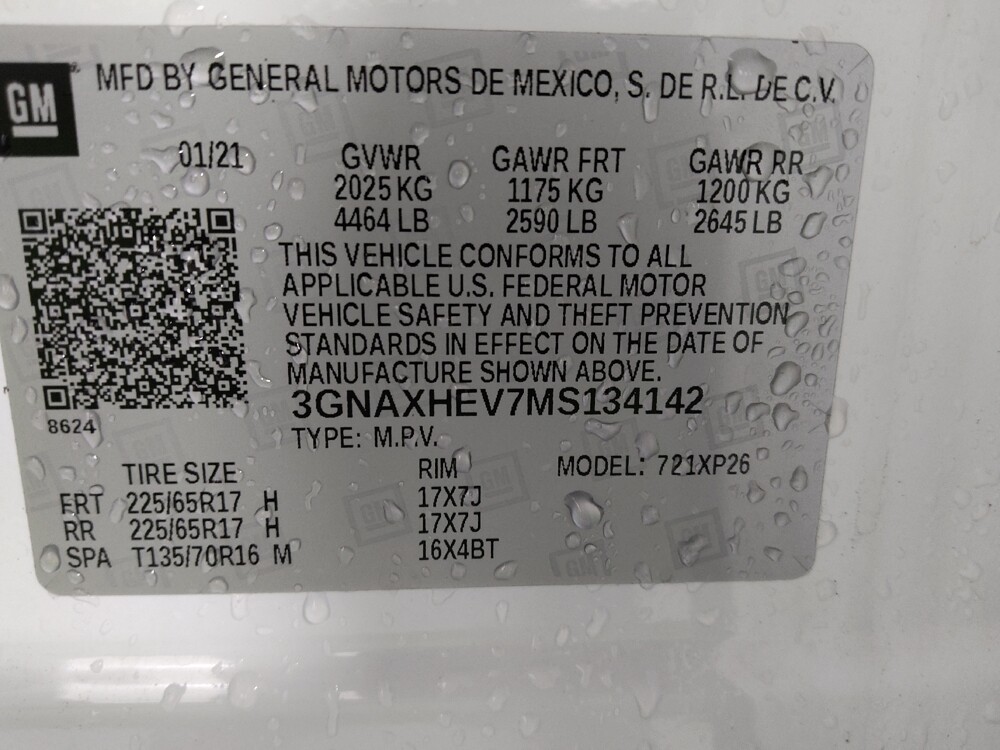 GM
MFD BY GENERAL MOTORS DE MEXICO, S. DE R.L. DE C.V.
01/21 GVWR GAWR FRT GAWR RR
2025 KG 1175 KG 1200 KG
4464 LB 2590 LB 2645 LB
THIS VEHICLE CONFORMS TO ALL
APPLICABLE U.S. FEDERAL MOTOR
VEHICLE SAFETY AND THEFT PREVENTION
STANDARDS IN EFFECT ON THE DATE OF
MANUFACTURE SHOWN ABOVE.
3GNAXHEV7MS134142
8624
TYPE: M.P.V.
TIRE SIZE RIM MODEL: 721XP26
FRT 225/65R17 H 17X7J
RR 225/65R17 H 17X7J
SPA T135/70R16 M 16X4BT